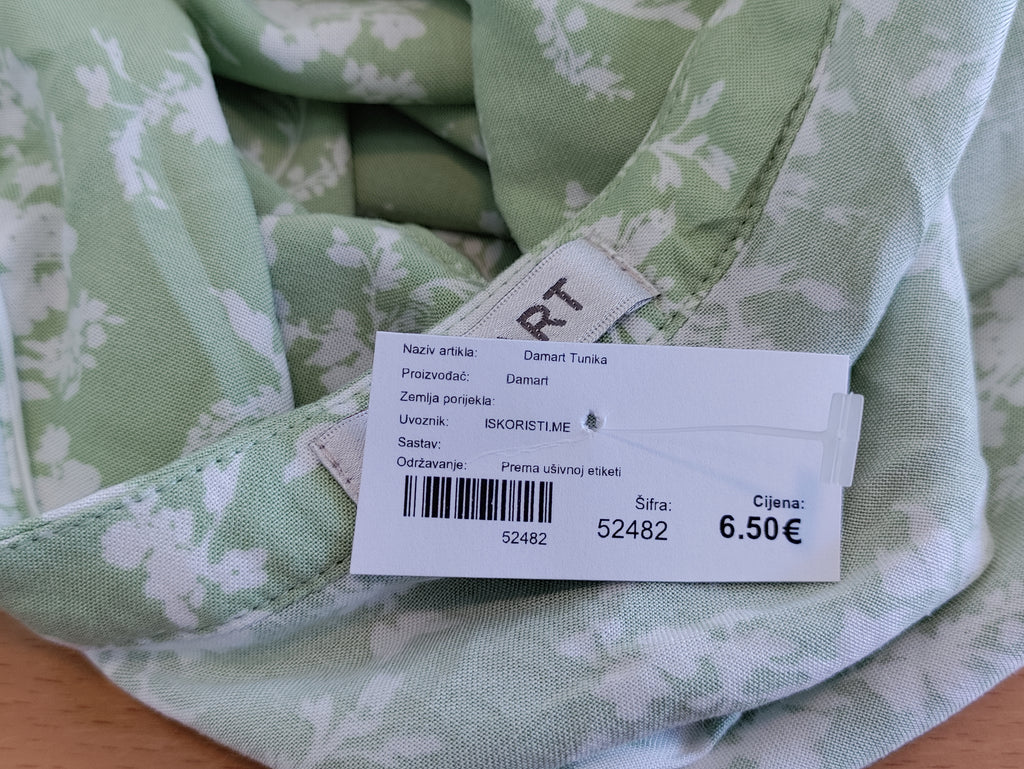 ART
Naziv artikla: Damart Tunika
Proizvođač: Damart
Zemlja porijekla:
Uvoznik: ISKORISTI.ME
Sastav:
Održavanje: Prema ušivnoj etiketi
52482
Šifra:
52482
Cijena:
6.50€